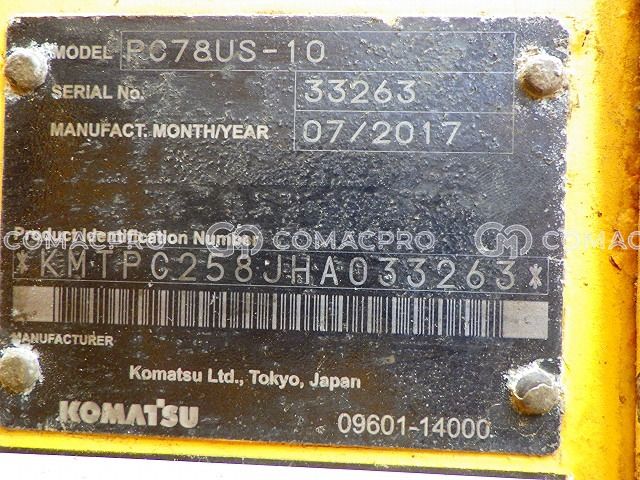 MODEL PC78US-10
SERIAL No. 33263
MANUFACT. MONTH/YEAR 07/2017
Product Identification Number
COMACPRO COMACPRO COMACPRO
*KMTPC258JHA033263*
MANUFACTURER
Komatsu Ltd., Tokyo, Japan
KOMATSU 09601-14000